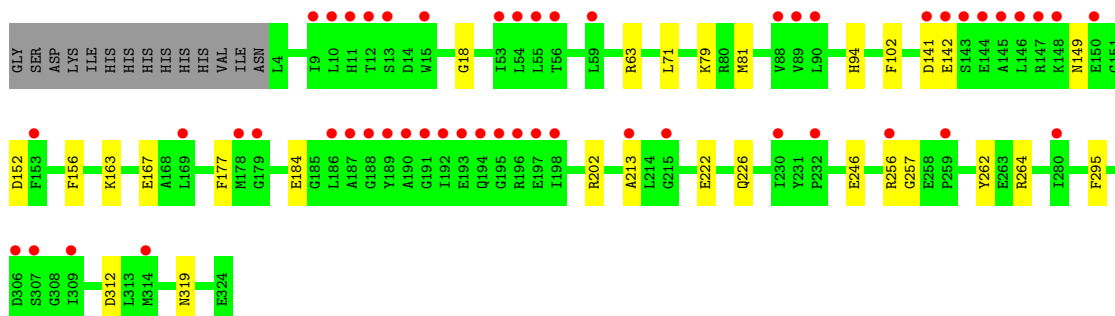 GLY SER ASP LYS ILE HIS HIS HIS HIS HIS HIS VAL ILE ASN L4 I9 L10 H11 T12 S13 D14 W15 G18 I53 L54 L55 T56 L59 R63 L71 K79 R80 M81 V88 V89 L90 H94 F102 D141 E142 S143 E144 A145 L146 R147 K148 N149 E150 G151
D152 F153 F156 K163 E167 A168 L169 F177 M178 G179 E184 G185 L186 A187 G188 Y189 A190 G191 I192 E193 Q194 G195 R196 E197 I198 R202 A213 L214 G215 E222 Q226 I230 Y231 P232 E246 R256 G257 E258 P259 Y262 E263 R264 I280 F295
D306 S307 G308 I309 D312 L313 M314 N319 E324